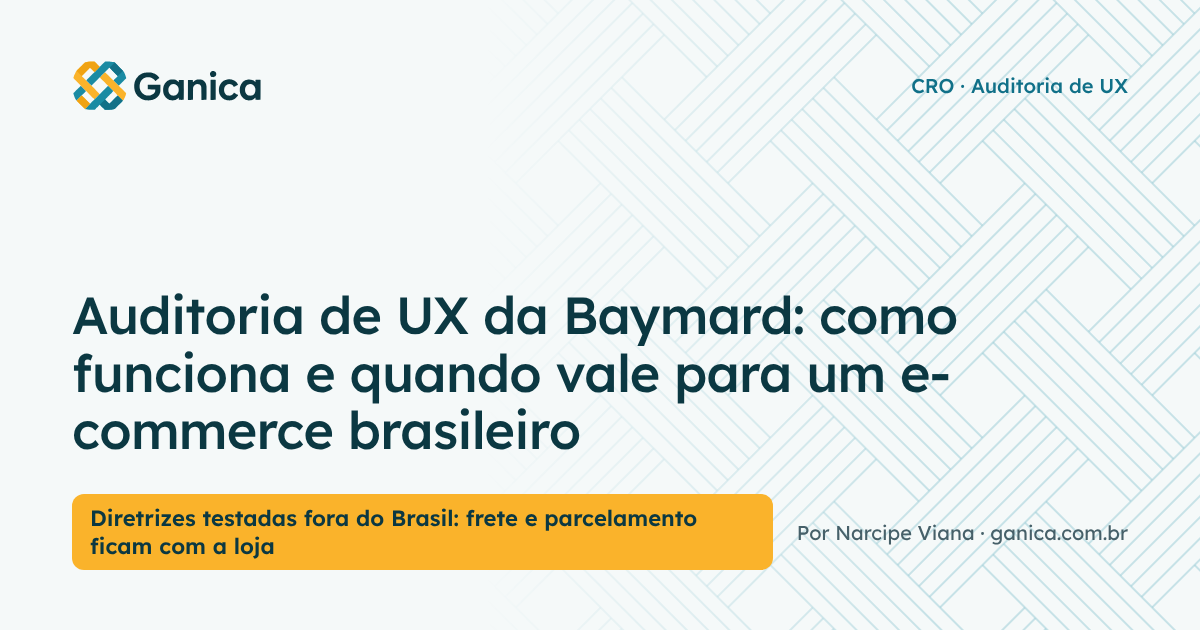 Ganica
CRO · Auditoria de UX
Auditoria de UX da Baymard: como
funciona e quando vale para um e-
commerce brasileiro
Diretrizes testadas fora do Brasil: frete e parcelamento
ficam com a loja
Por Narcipe Viana · ganica.com.br